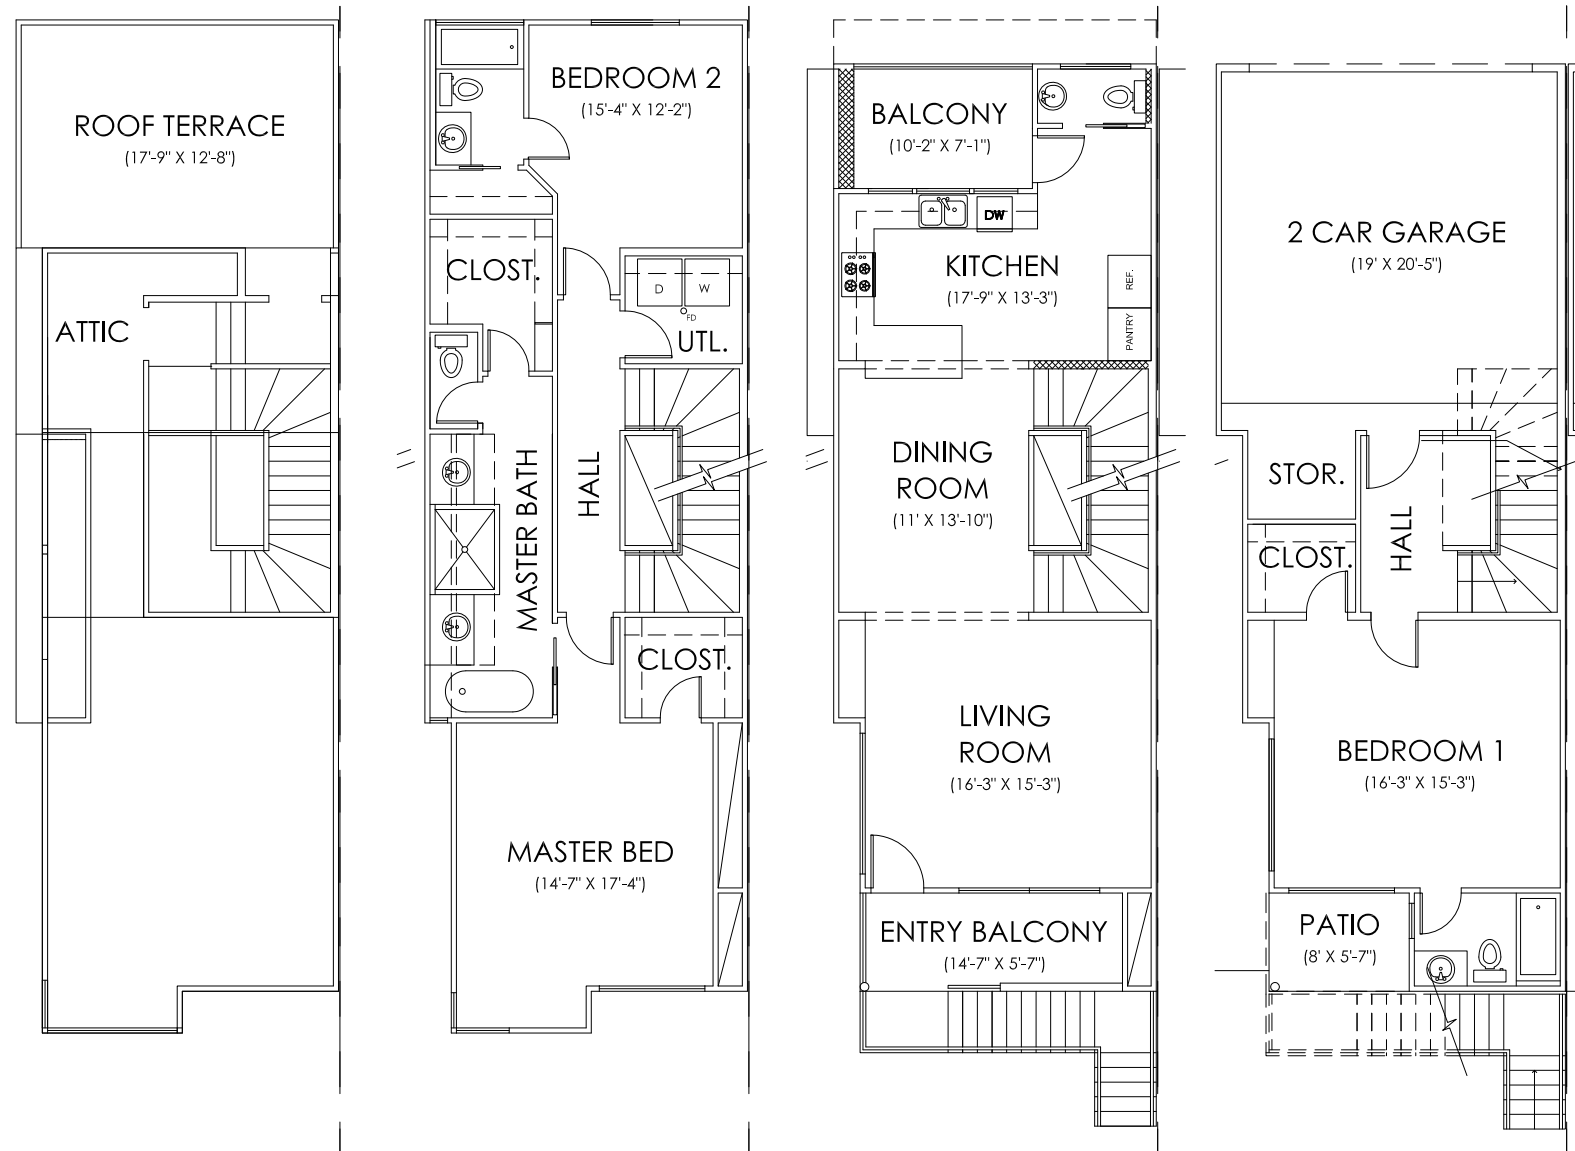 ROOF TERRACE
(17'-9" X 12'-8")
ATTIC
BEDROOM 2
(15'-4" X 12'-2")
CLOST.
D
W
FD
UTL.
MASTER BATH
HALL
CLOST.
MASTER BED
(14'-7" X 17'-4")
BALCONY
(10'-2" X 7'-1")
DW
KITCHEN
(17'-9" X 13'-3")
REF.
PANTRY
DINING
ROOM
(11' X 13'-10")
LIVING
ROOM
(16'-3" X 15'-3")
ENTRY BALCONY
(14'-7" X 5'-7")
2 CAR GARAGE
(19' X 20'-5")
STOR.
CLOST.
HALL
BEDROOM 1
(16'-3" X 15'-3")
PATIO
(8' X 5'-7")